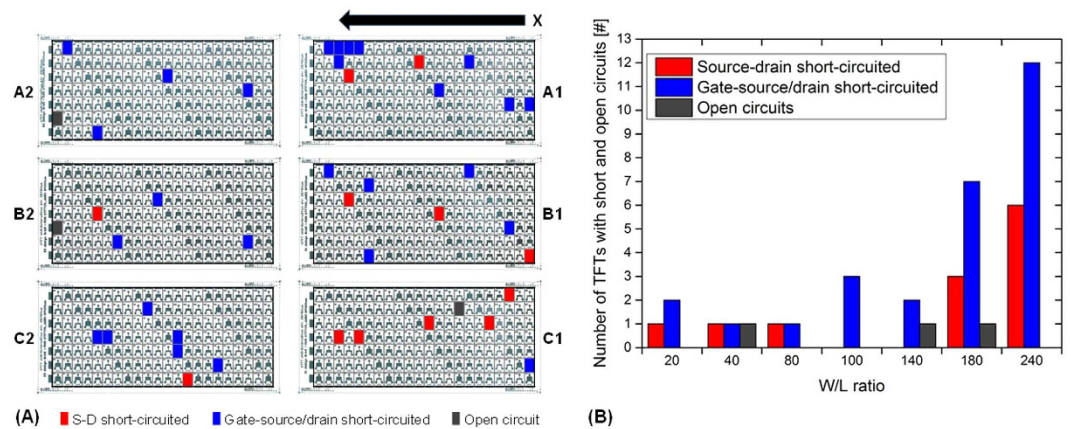 X
A2
A1
B2
B1
C2
C1
(A)
S-D short-circuited
Gate-source/drain short-circuited
Open circuit
Number of TFTs with short and open circuits [#]
13
12
11
10
9
8
7
6
5
4
3
2
1
0
Source-drain short-circuited
Gate-source/drain short-circuited
Open circuits
20 40 80 100 140 180 240
W/L ratio
(B)